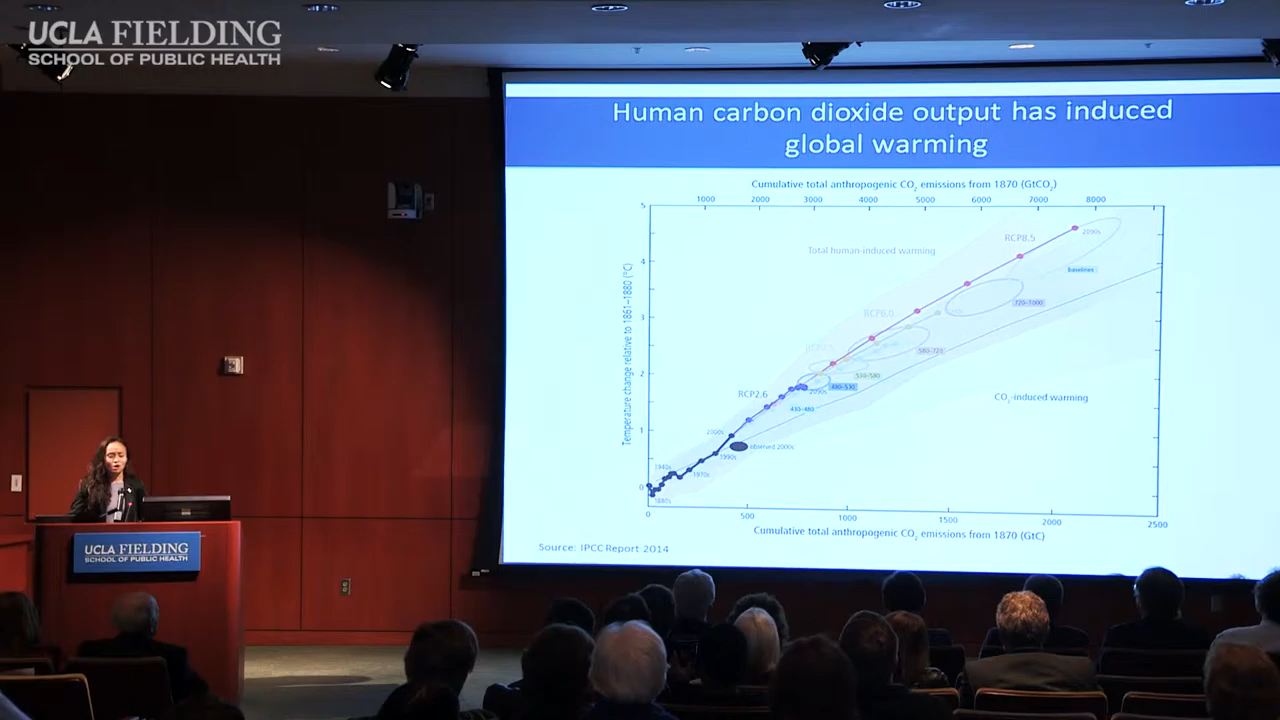 UCLA FIELDING
SCHOOL OF PUBLIC HEALTH
Human carbon dioxide output has induced
global warming
Cumulative total anthropogenic CO₂ emissions from 1870 (GtCO₂)
1000 2000 3000 4000 5000 6000 7000 8000
Temperature change relative to 1861–1880 (°C)
5
4
3
2
1
0
Total human-induced warming
RCP8.5
2090s
baselines
720–1000
RCP6.0
580–720
530–580
480–530
2090s
430–480
RCP2.6
2000s
observed 2000s
1990s
1940s
1970s
1880s
CO₂-induced warming
0 500 1000 1500 2000 2500
Cumulative total anthropogenic CO₂ emissions from 1870 (GtC)
Source: IPCC Report 2014
UCLA FIELDING
SCHOOL OF PUBLIC HEALTH